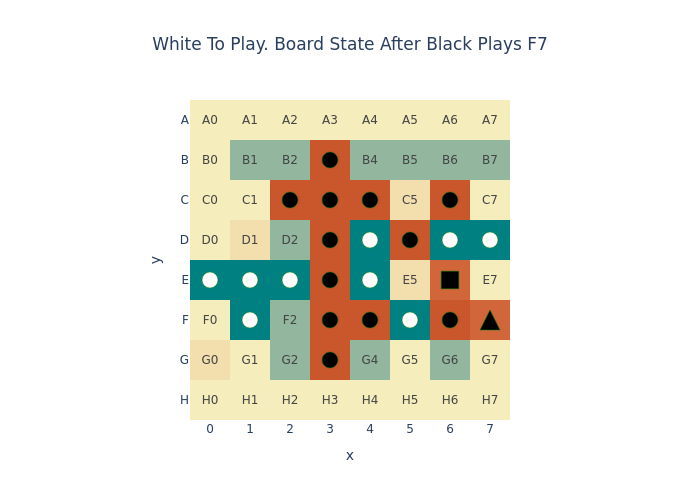 White To Play. Board State After Black Plays F7
A A0 A1 A2 A3 A4 A5 A6 A7
B B0 B1 B2 B4 B5 B6 B7
C C0 C1 C5 C7
D D0 D1 D2
E E5 E7
F F0 F2
G G0 G1 G2 G4 G5 G6 G7
H H0 H1 H2 H3 H4 H5 H6 H7
0 1 2 3 4 5 6 7
x
y